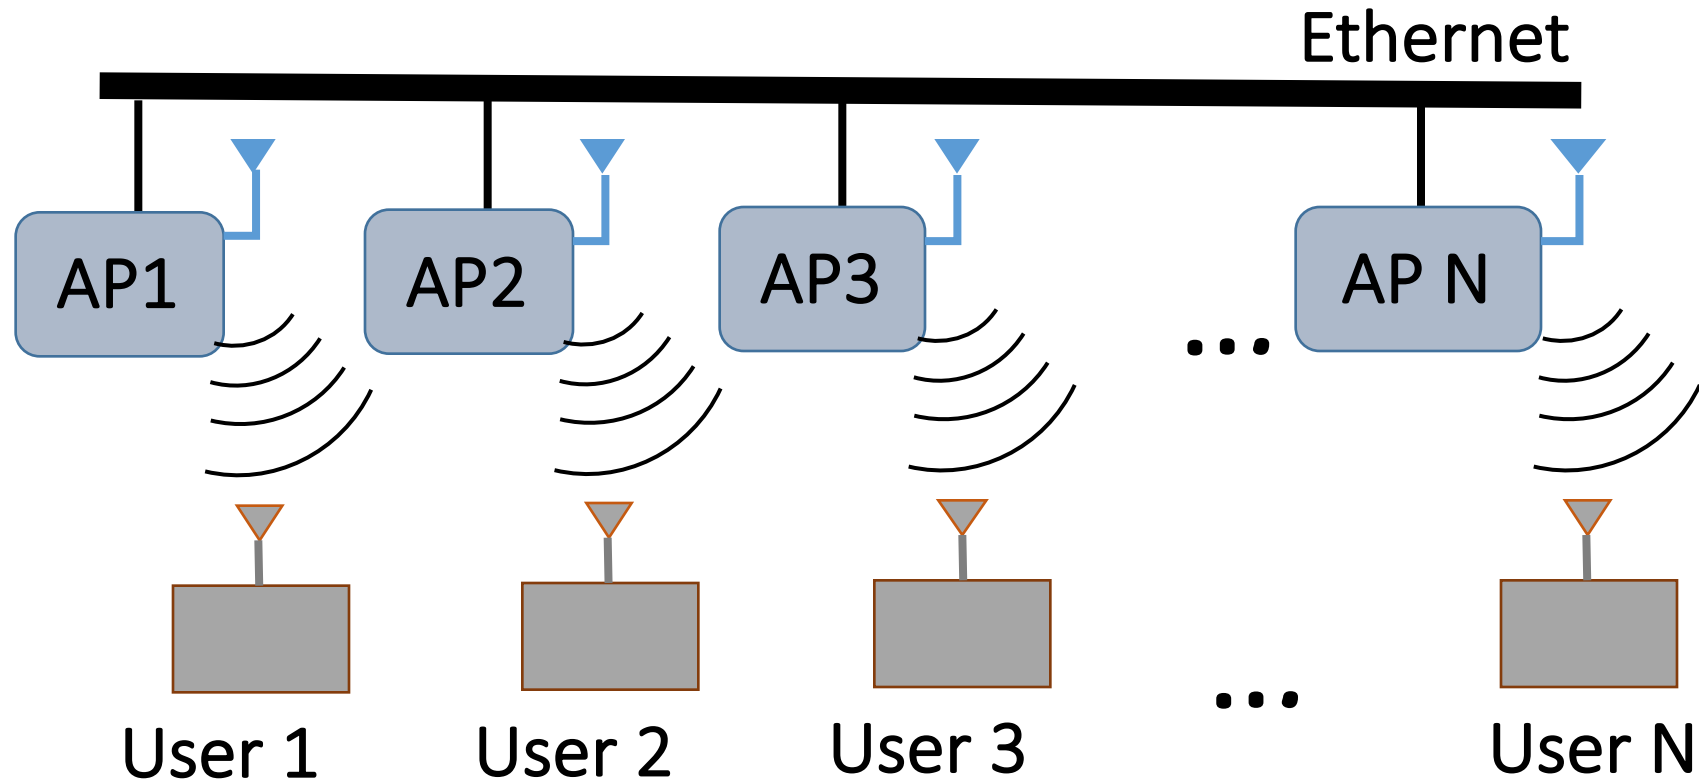 Ethernet
AP1
AP2
AP3
...
AP N
...
User 1
User 2
User 3
User N